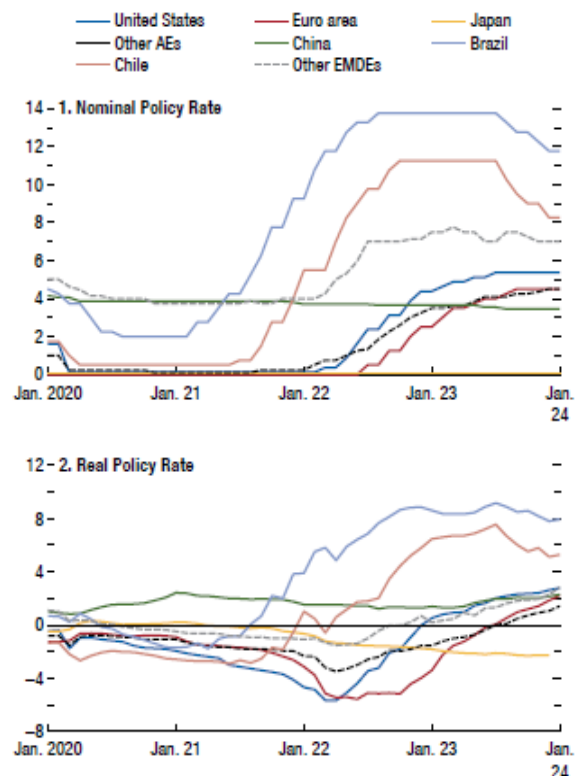 United States Euro area Japan
Other AEs China Brazil
Chile Other EMDEs
14 1. Nominal Policy Rate
12
10
8
6
4
2
0
Jan. 2020 Jan. 21 Jan. 22 Jan. 23 Jan.
24
12 2. Real Policy Rate
8
4
0
−4
−8
Jan. 2020 Jan. 21 Jan. 22 Jan. 23 Jan.
24